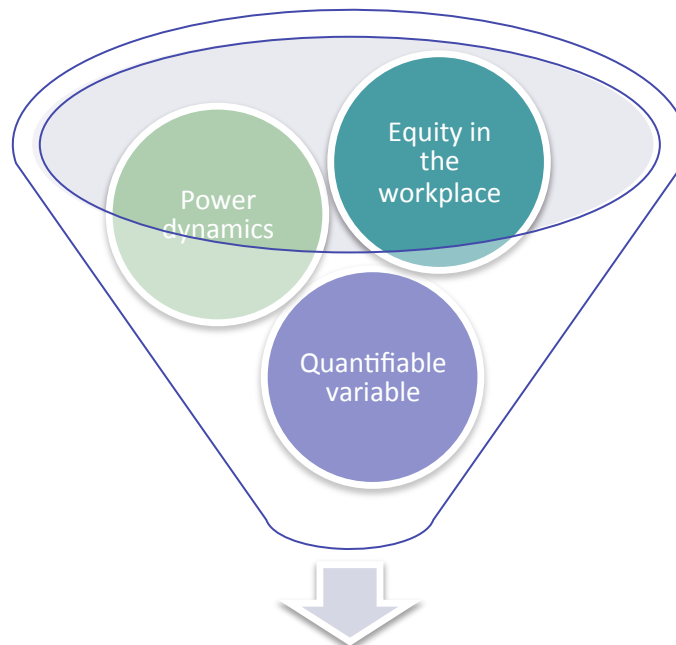 Equity in
the
workplace
Power
dynamics
Quantifiable
variable